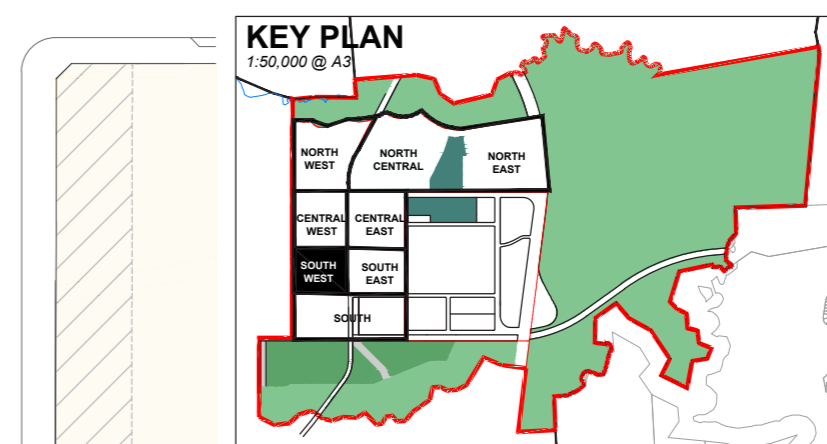 KEY PLAN
1:50,000 @ A3
NORTH
WEST
NORTH
CENTRAL
NORTH
EAST
CENTRAL
WEST
CENTRAL
EAST
SOUTH
WEST
SOUTH
EAST
SOUTH